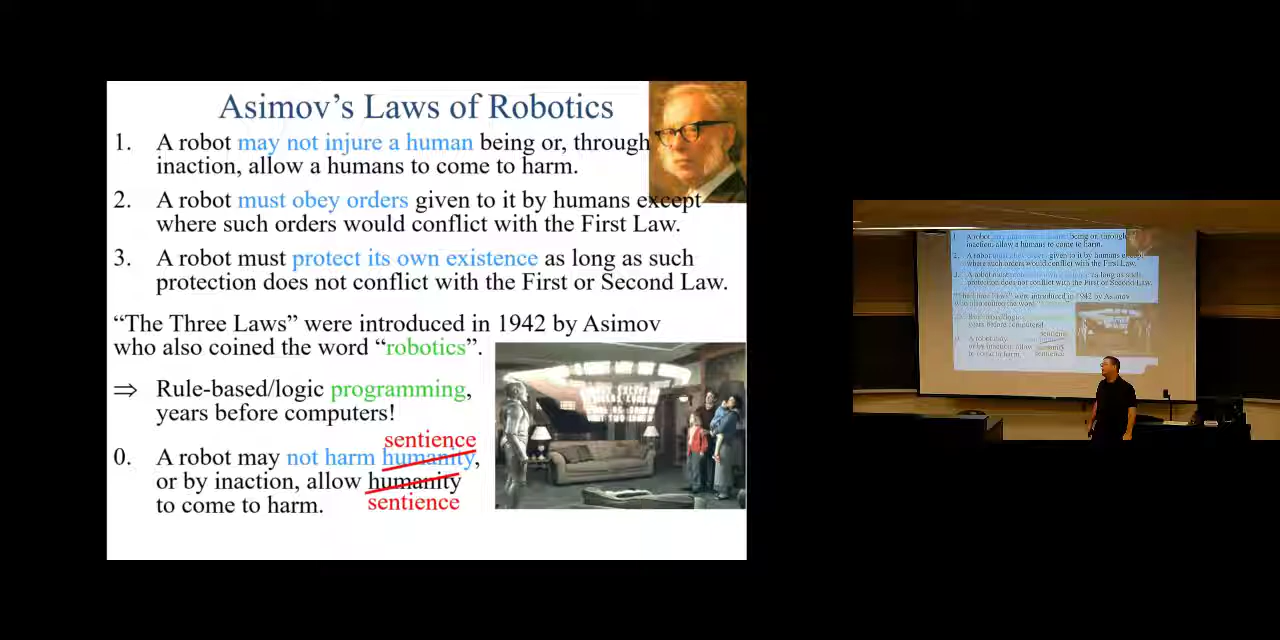 Asimov's Laws of Robotics
1. A robot may not injure a human being or, through
inaction, allow a humans to come to harm.
2. A robot must obey orders given to it by humans except
where such orders would conflict with the First Law.
3. A robot must protect its own existence as long as such
protection does not conflict with the First or Second Law.
"The Three Laws" were introduced in 1942 by Asimov
who also coined the word "robotics".
⇒ Rule-based/logic programming,
years before computers!
sentience
0. A robot may not harm humanity,
or by inaction, allow humanity
to come to harm. sentience